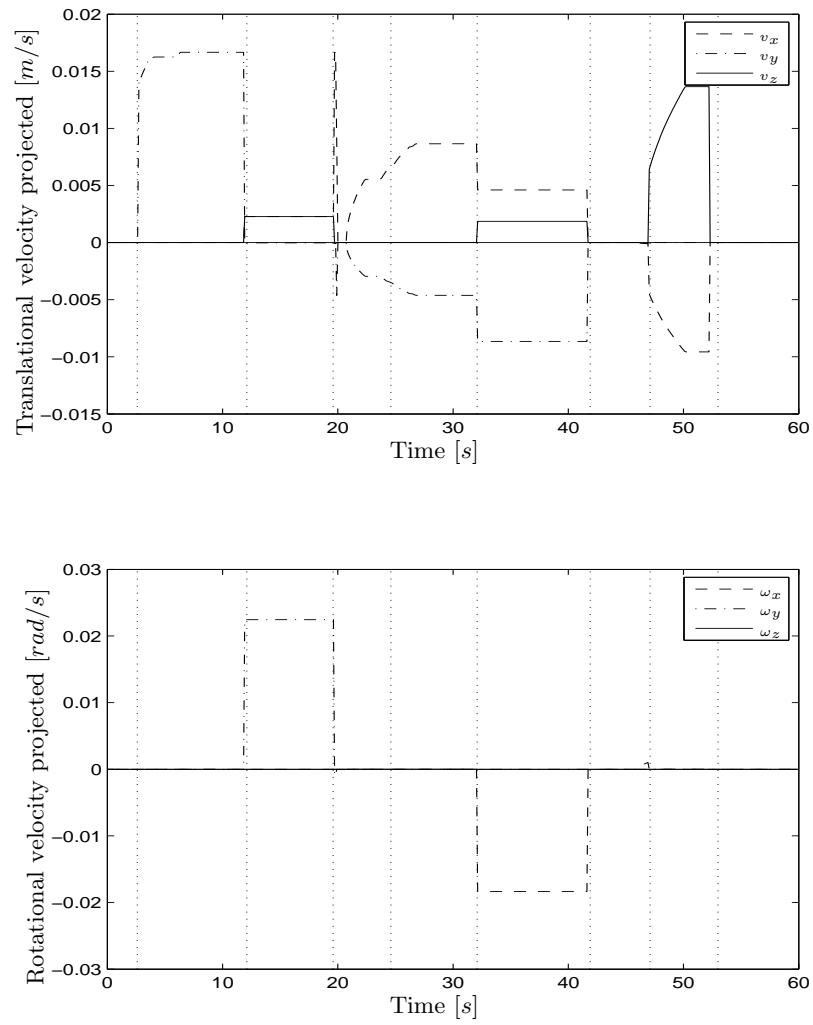 0.02
0.015
0.01
0.005
0
−0.005
−0.01
−0.015
Translational velocity projected [m/s]
v_x
v_y
v_z
0 10 20 30 40 50 60
Time [s]
0.03
0.02
0.01
0
−0.01
−0.02
−0.03
Rotational velocity projected [rad/s]
ω_x
ω_y
ω_z
0 10 20 30 40 50 60
Time [s]